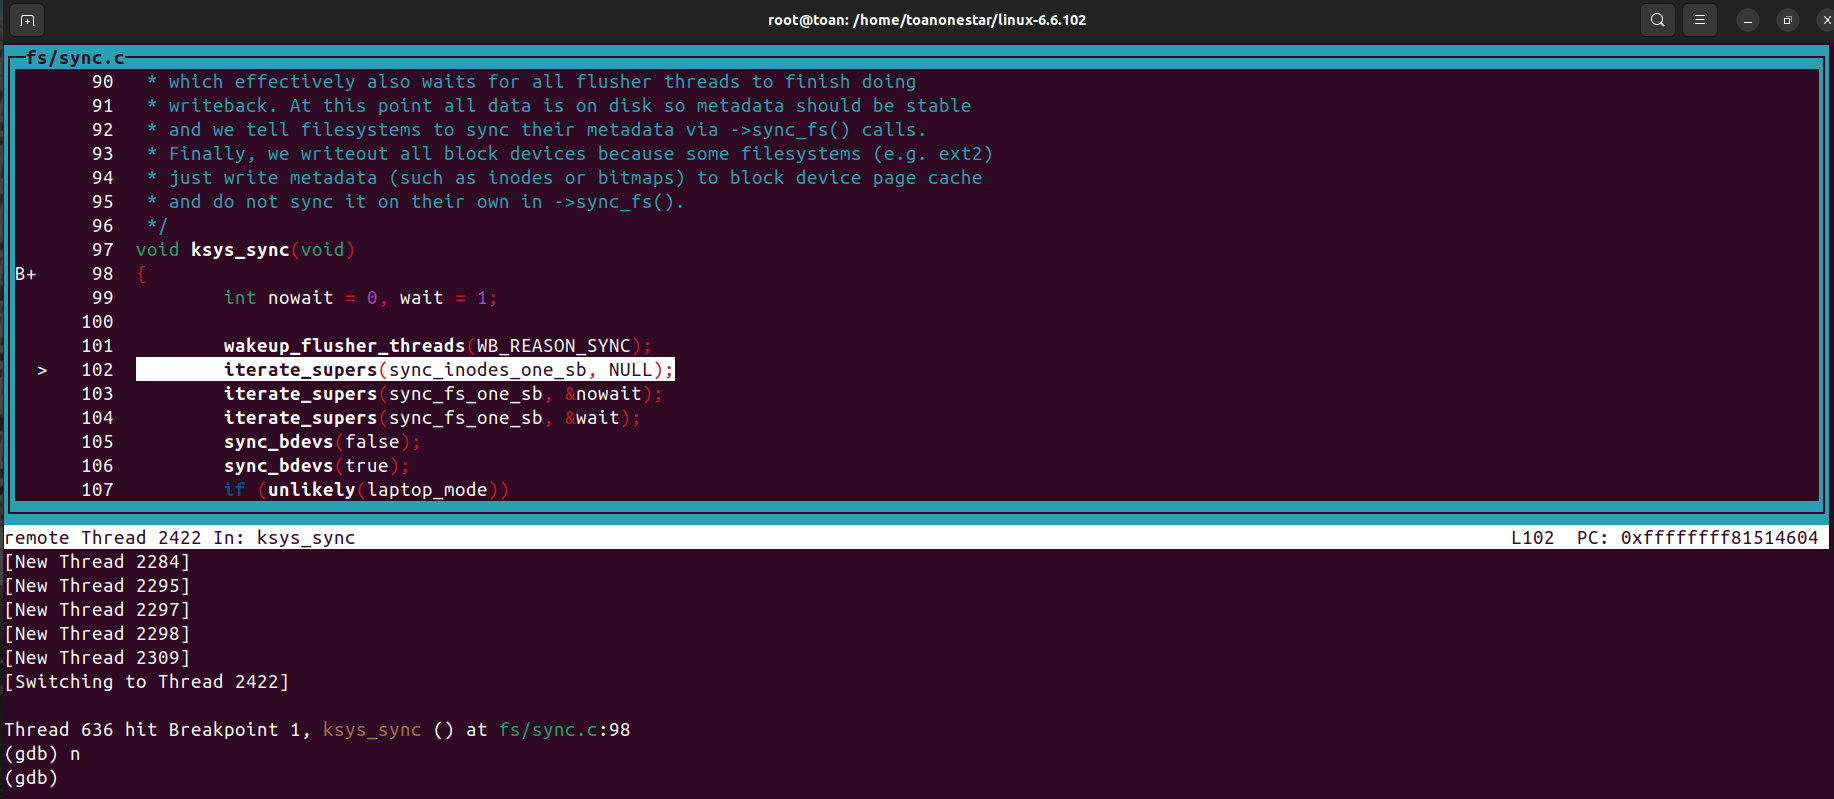 root@toan: /home/toanonestar/linux-6.6.102
fs/sync.c
90 * which effectively also waits for all flusher threads to finish doing
91 * writeback. At this point all data is on disk so metadata should be stable
92 * and we tell filesystems to sync their metadata via ->sync_fs() calls.
93 * Finally, we writeout all block devices because some filesystems (e.g. ext2)
94 * just write metadata (such as inodes or bitmaps) to block device page cache
95 * and do not sync it on their own in ->sync_fs().
96 */
97 void ksys_sync(void)
B+ 98 {
99 int nowait = 0, wait = 1;
100
101 wakeup_flusher_threads(WB_REASON_SYNC);
> 102 iterate_supers(sync_inodes_one_sb, NULL);
103 iterate_supers(sync_fs_one_sb, &nowait);
104 iterate_supers(sync_fs_one_sb, &wait);
105 sync_bdevs(false);
106 sync_bdevs(true);
107 if (unlikely(laptop_mode))
remote Thread 2422 In: ksys_sync L102 PC: 0xffffffff81514604
[New Thread 2284]
[New Thread 2295]
[New Thread 2297]
[New Thread 2298]
[New Thread 2309]
[Switching to Thread 2422]
Thread 636 hit Breakpoint 1, ksys_sync () at fs/sync.c:98
(gdb) n
(gdb)